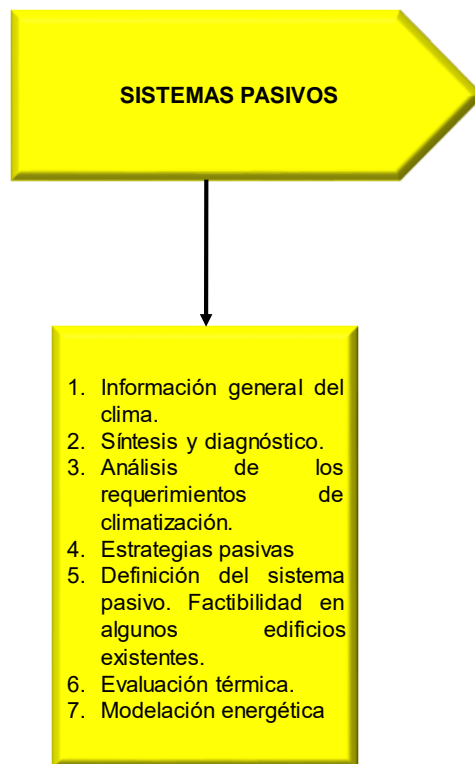 SISTEMAS PASIVOS
1. Información general del
clima.
2. Síntesis y diagnóstico.
3. Análisis de los
requerimientos de
climatización.
4. Estrategias pasivas
5. Definición del sistema
pasivo. Factibilidad en
algunos edificios
existentes.
6. Evaluación térmica.
7. Modelación energética